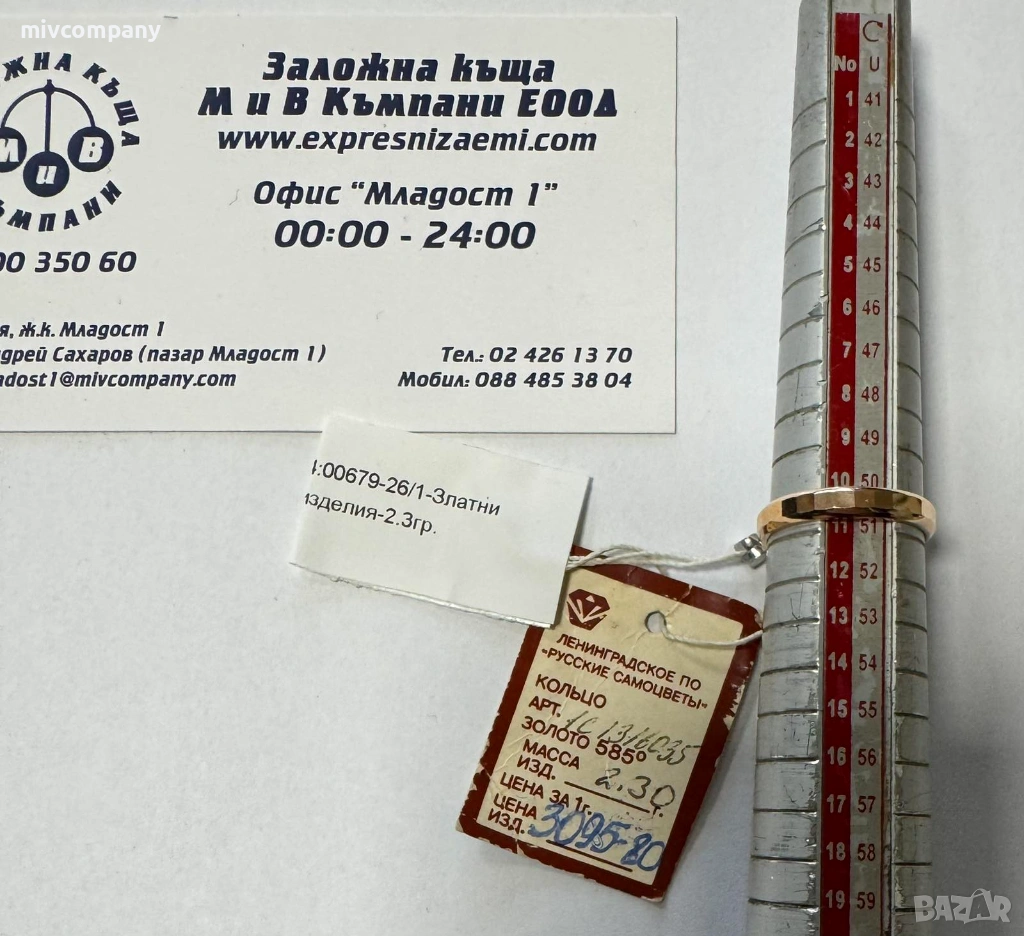 mivcompany
ЖНА КЪЩА
М и В
ЪМПАНИ
00 350 60
Заложна къща
М и В Къмпани ЕООД
www.expresnizaemi.com
Офис “Младост 1”
00:00 - 24:00
я, ж.к. Младост 1
дрей Сахаров (пазар Младост 1)
adost1@mivcompany.com
Тел.: 02 426 13 70
Мобил: 088 485 38 04
4:00679-26/1-Златни
изделия-2.3гр.
ЛЕНИНГРАДСКОЕ ПО
«РУССКИЕ САМОЦВЕТЫ»
КОЛЬЦО
АРТ.
ЗОЛОТО 585°
МАССА
ИЗД. 2.30 г.
ЦЕНА ЗА 1г.
ЦЕНА
ИЗД. 3095-80
No U
1 41
2 42
3 43
4 44
5 45
6 46
7 47
8 48
9 49
10 50
11 51
12 52
13 53
14 54
15 55
16 56
17 57
18 58
19 59
BAZAR